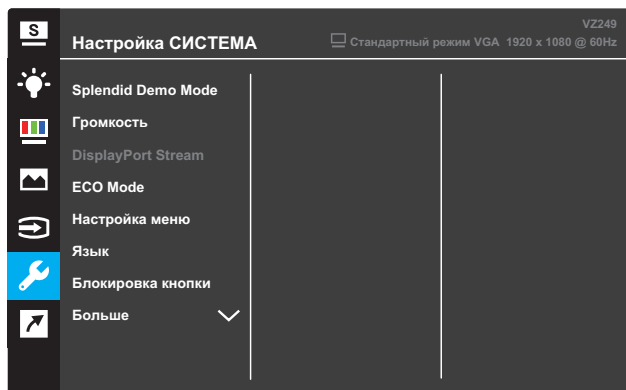 S
VZ249
Настройка СИСТЕМА
Стандартный режим VGA 1920 x 1080 @ 60Hz
Splendid Demo Mode
Громкость
DisplayPort Stream
ECO Mode
Настройка меню
Язык
Блокировка кнопки
Больше